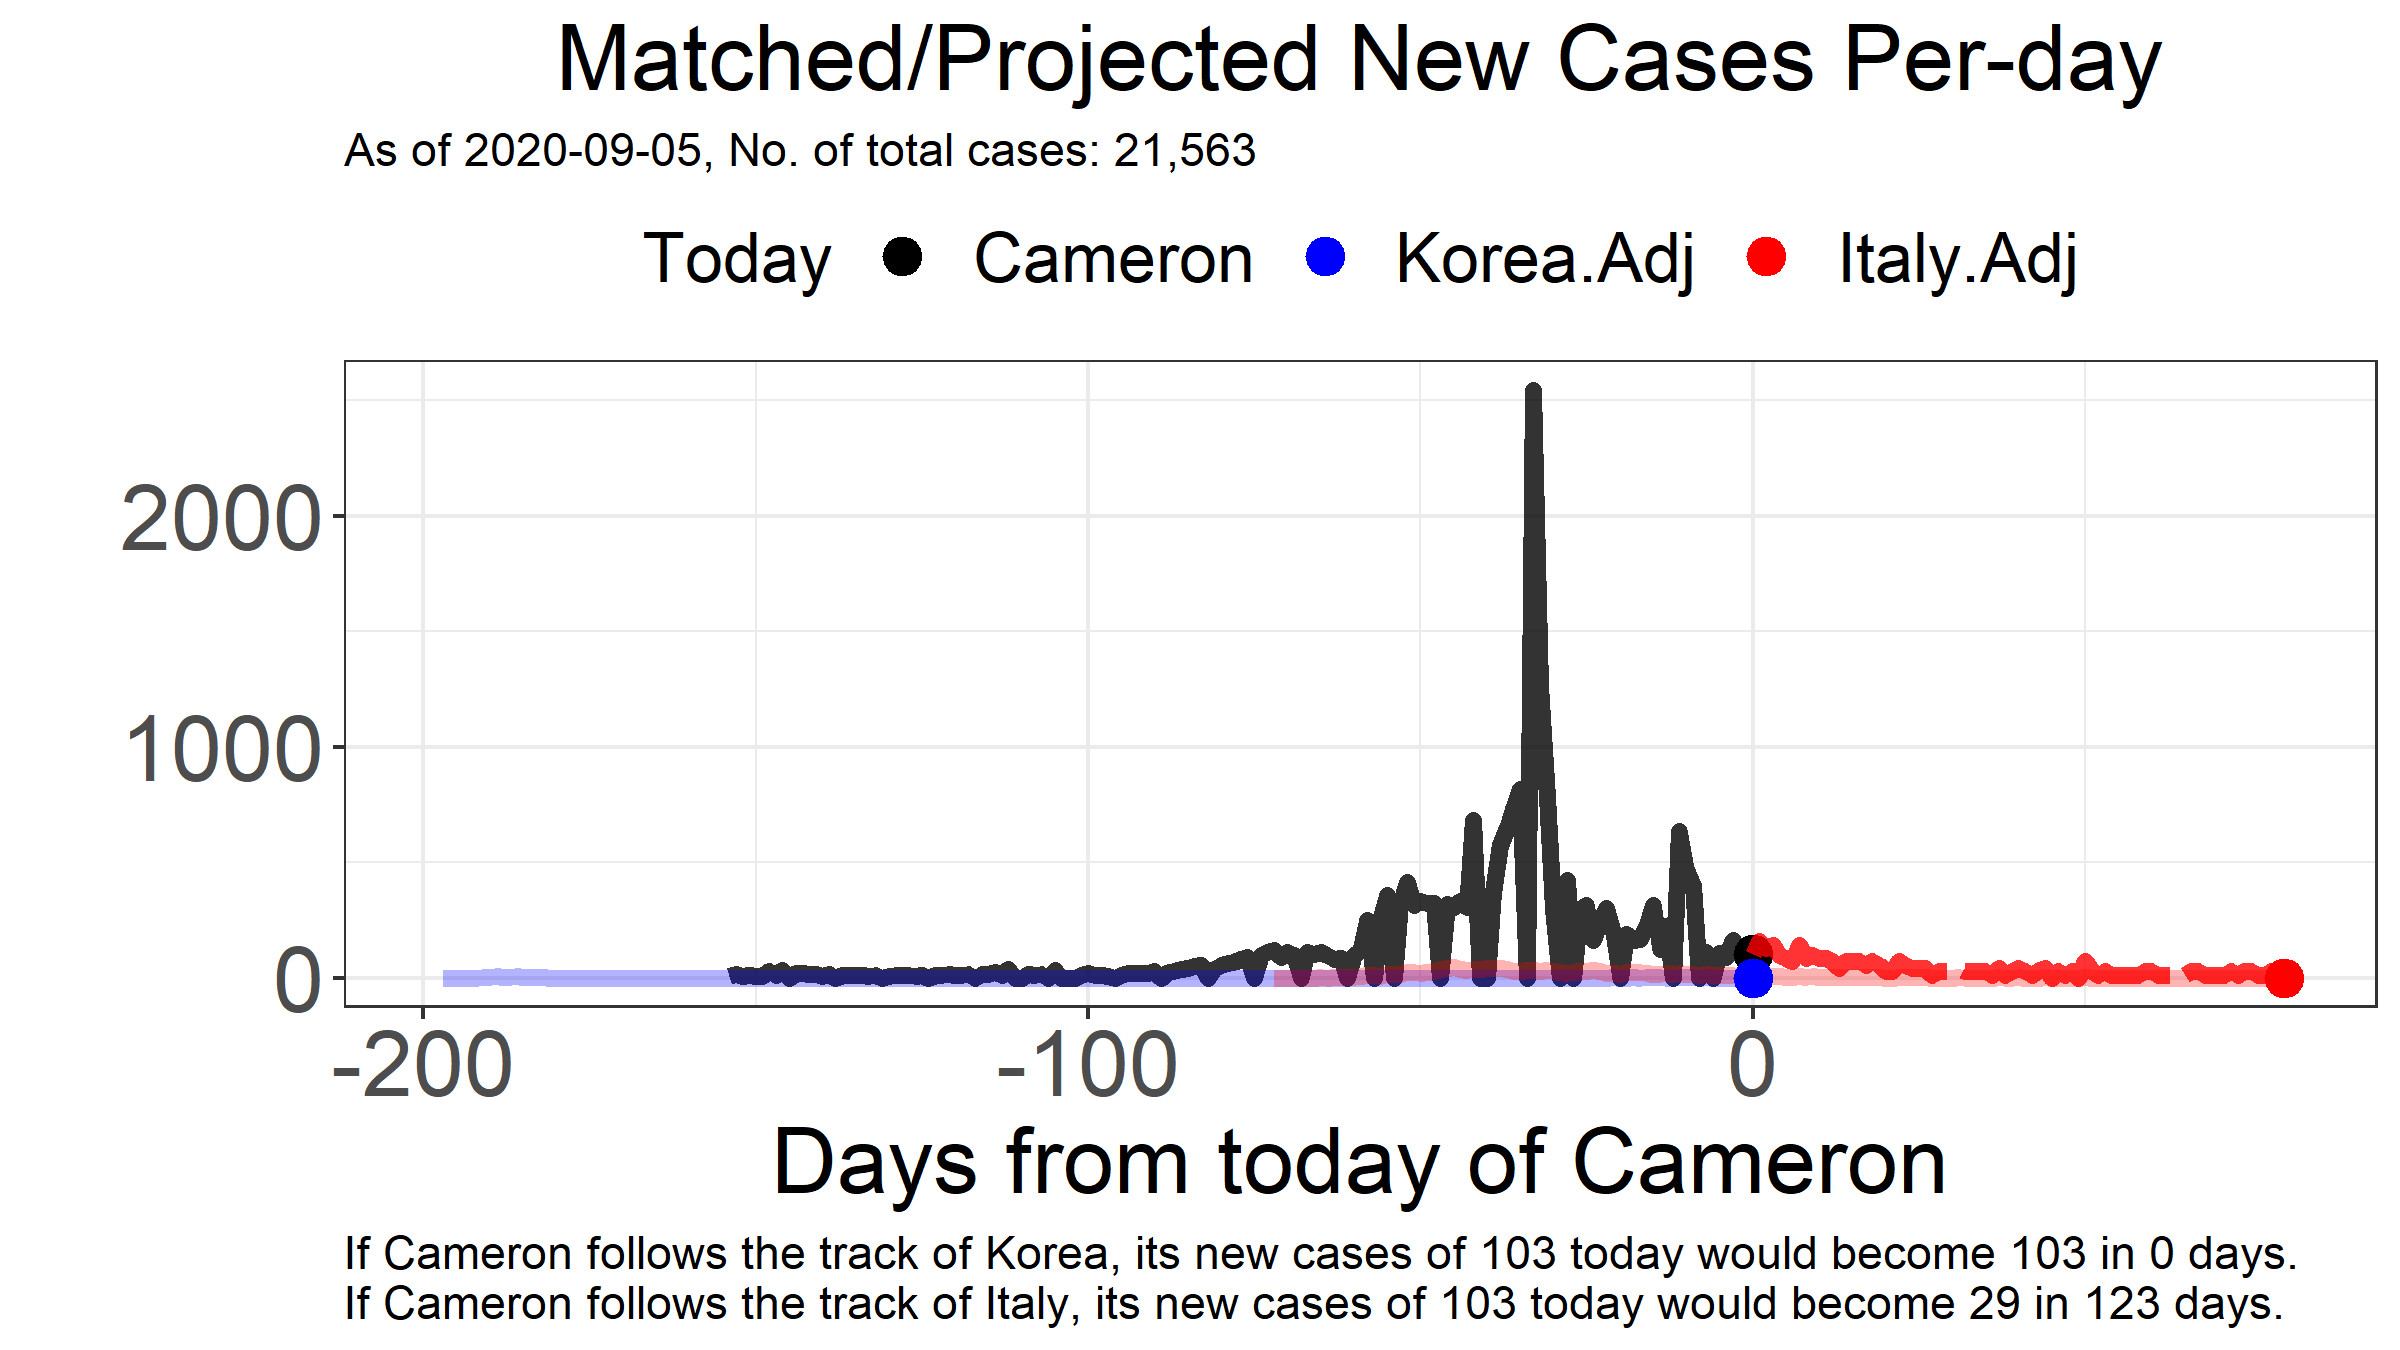 Matched/Projected New Cases Per-day
As of 2020-09-05, No. of total cases: 21,563
Today Cameron Korea.Adj Italy.Adj
2000
1000
0
-200 -100 0
Days from today of Cameron
If Cameron follows the track of Korea, its new cases of 103 today would become 103 in 0 days.
If Cameron follows the track of Italy, its new cases of 103 today would become 29 in 123 days.